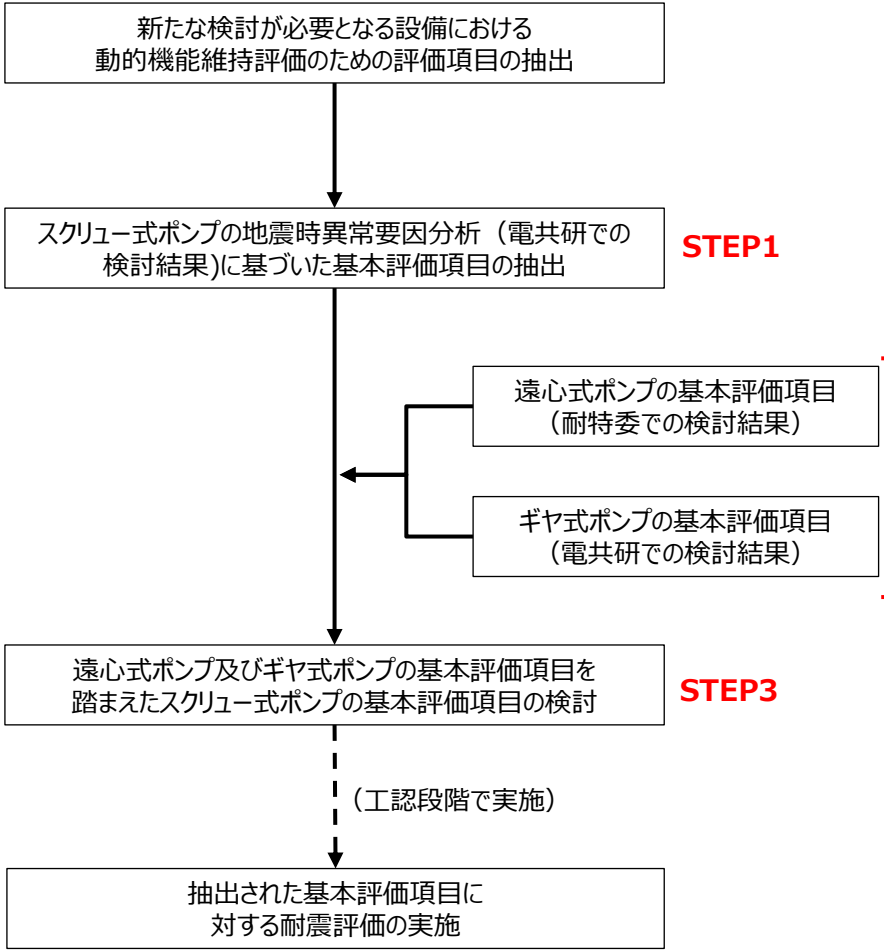 新たな検討が必要となる設備における
動的機能維持評価のための評価項目の抽出
スクリュー式ポンプの地震時異常要因分析（電共研での
検討結果)に基づいた基本評価項目の抽出
STEP1
遠心式ポンプの基本評価項目
（耐特委での検討結果）
ギヤ式ポンプの基本評価項目
（電共研での検討結果）
遠心式ポンプ及びギヤ式ポンプの基本評価項目を
踏まえたスクリュー式ポンプの基本評価項目の検討
STEP3
（工認段階で実施）
抽出された基本評価項目に
対する耐震評価の実施